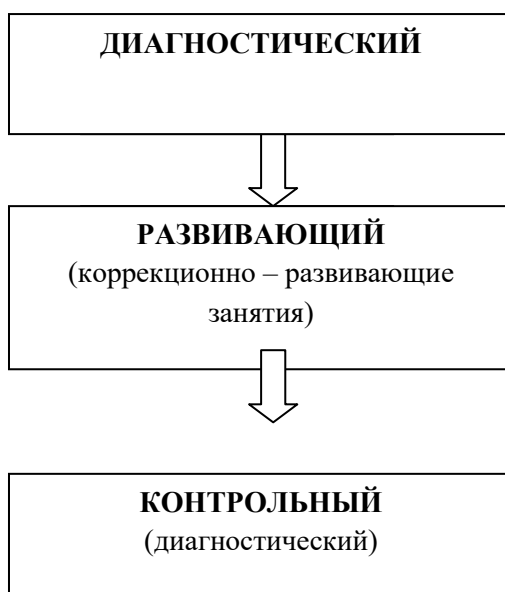 ДИАГНОСТИЧЕСКИЙ
РАЗВИВАЮЩИЙ
(коррекционно – развивающие
занятия)
КОНТРОЛЬНЫЙ
(диагностический)